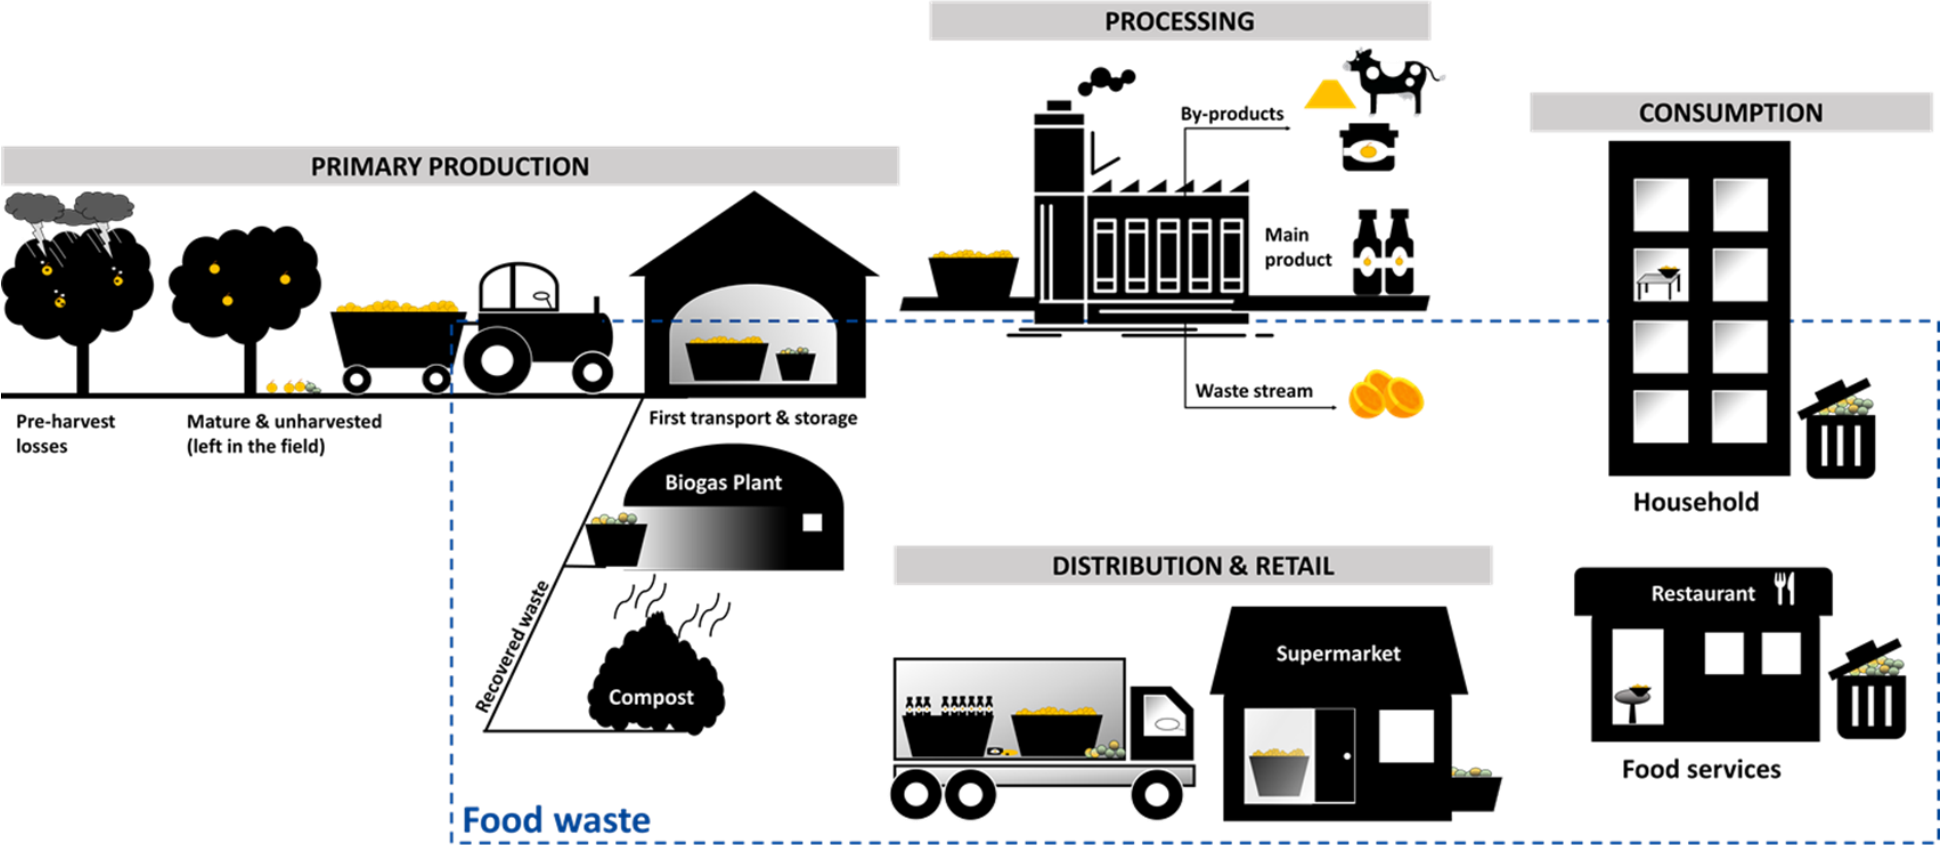 PROCESSING
By-products
CONSUMPTION
PRIMARY PRODUCTION
Main
product
Waste stream
Pre-harvest
losses
Mature & unharvested
(left in the field)
First transport & storage
Biogas Plant
Household
Recovered waste
DISTRIBUTION & RETAIL
Restaurant
Supermarket
Compost
Food services
Food waste